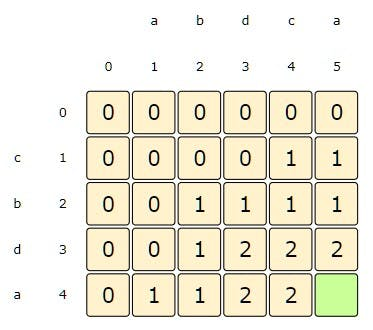 a b d c a
0 1 2 3 4 5
0 0 0 0 0 0 0
c 1 0 0 0 0 1 1
b 2 0 0 1 1 1 1
d 3 0 0 1 2 2 2
a 4 0 1 1 2 2